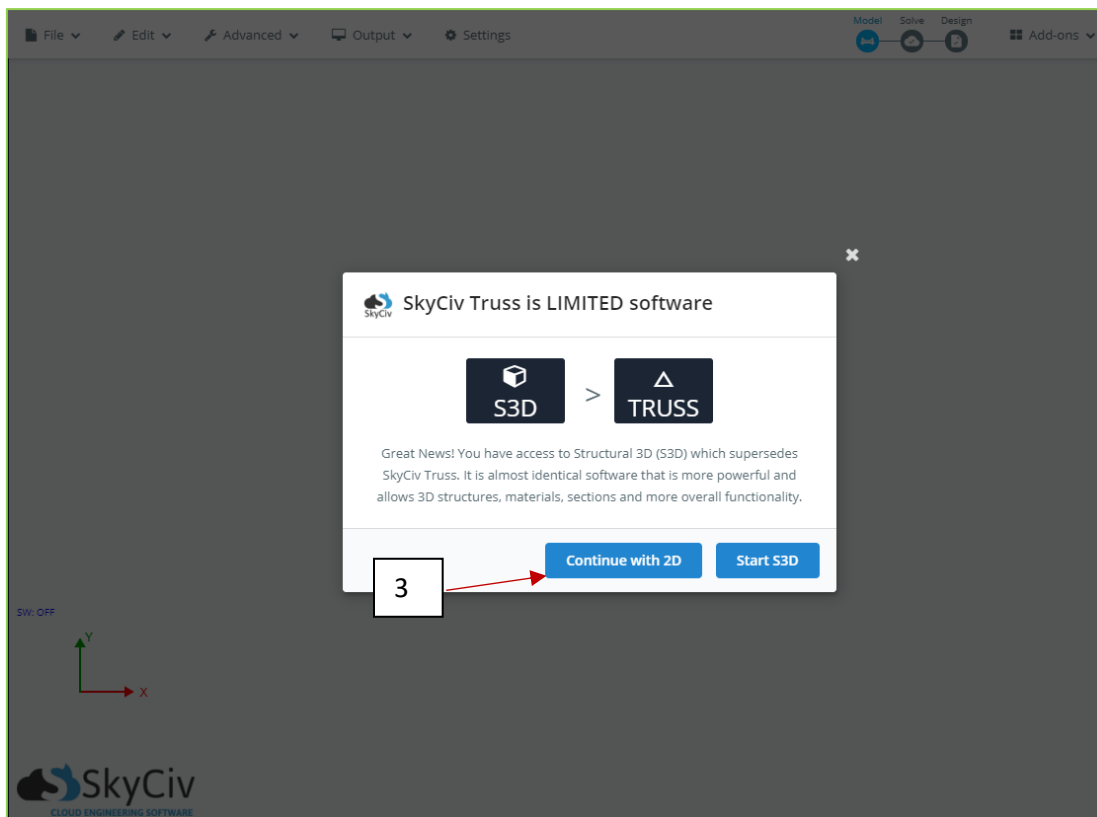 Model Solve Design
File Edit Advanced Output Settings Add-ons
SkyCiv SkyCiv Truss is LIMITED software
S3D > TRUSS
Great News! You have access to Structural 3D (S3D) which supersedes
SkyCiv Truss. It is almost identical software that is more powerful and
allows 3D structures, materials, sections and more overall functionality.
Continue with 2D Start S3D
3
SW: OFF
Y
X
SkyCiv
CLOUD ENGINEERING SOFTWARE